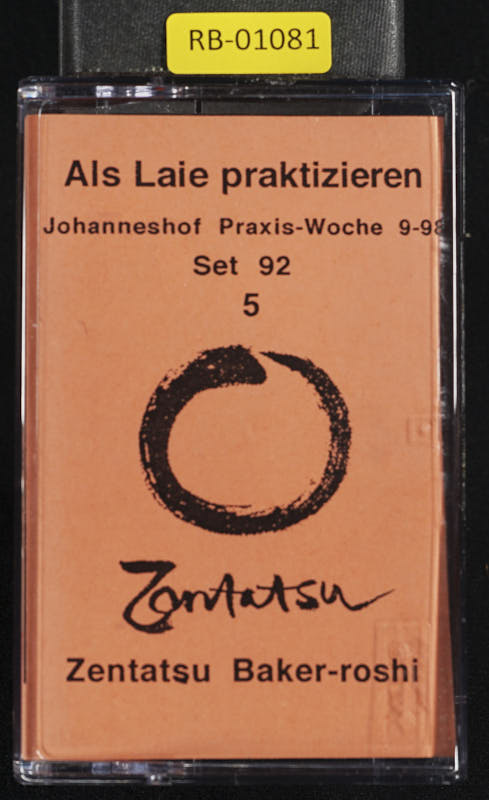 RB-01081
Als Laie praktizieren
Johanneshof Praxis-Woche 9-98
Set 92
5
Zentatsu
Zentatsu Baker-roshi